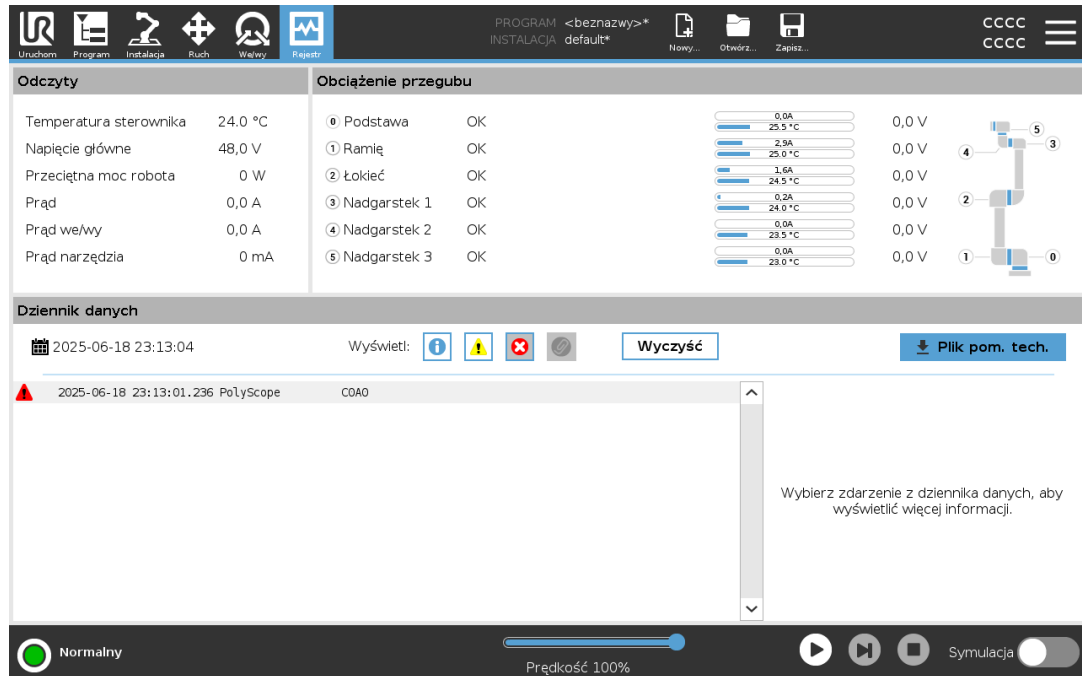 PROGRAM <beznazwy>*
INSTALACJA default*
Uruchom Program Instalacja Ruch We/wy Rejestr
Nowy... Otwórz... Zapisz...
CCCC
CCCC
Odczyty
Temperatura sterownika 24.0 °C
Napięcie główne 48,0 V
Przeciętna moc robota 0 W
Prąd 0,0 A
Prąd we/wy 0,0 A
Prąd narzędzia 0 mA
Obciążenie przegubu
0 Podstawa OK 0,0A 25.5 °C 0,0 V
1 Ramię OK 2,9A 25.0 °C 0,0 V
2 Łokieć OK 1,6A 24.5 °C 0,0 V
3 Nadgarstek 1 OK 0,2A 24.0 °C 0,0 V
4 Nadgarstek 2 OK 0,0A 23.5 °C 0,0 V
5 Nadgarstek 3 OK 0,0A 23.0 °C 0,0 V
5
3
4
2
1 0
Dziennik danych
2025-06-18 23:13:04 Wyświetl: Wyczyść Plik pom. tech.
2025-06-18 23:13:01.236 PolyScope C0A0
Wybierz zdarzenie z dziennika danych, aby
wyświetlić więcej informacji.
Normalny
Prędkość 100%
Symulacja